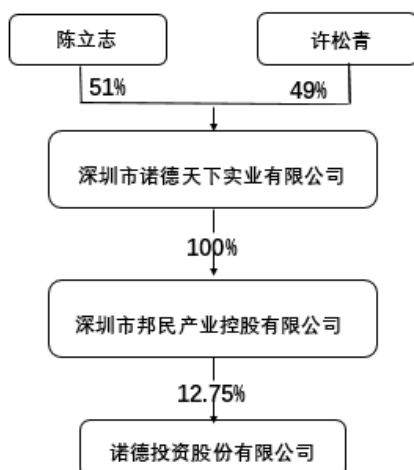 陈立志
许松青
51%
49%
深圳市诺德天下实业有限公司
100%
深圳市邦民产业控股有限公司
12.75%
诺德投资股份有限公司